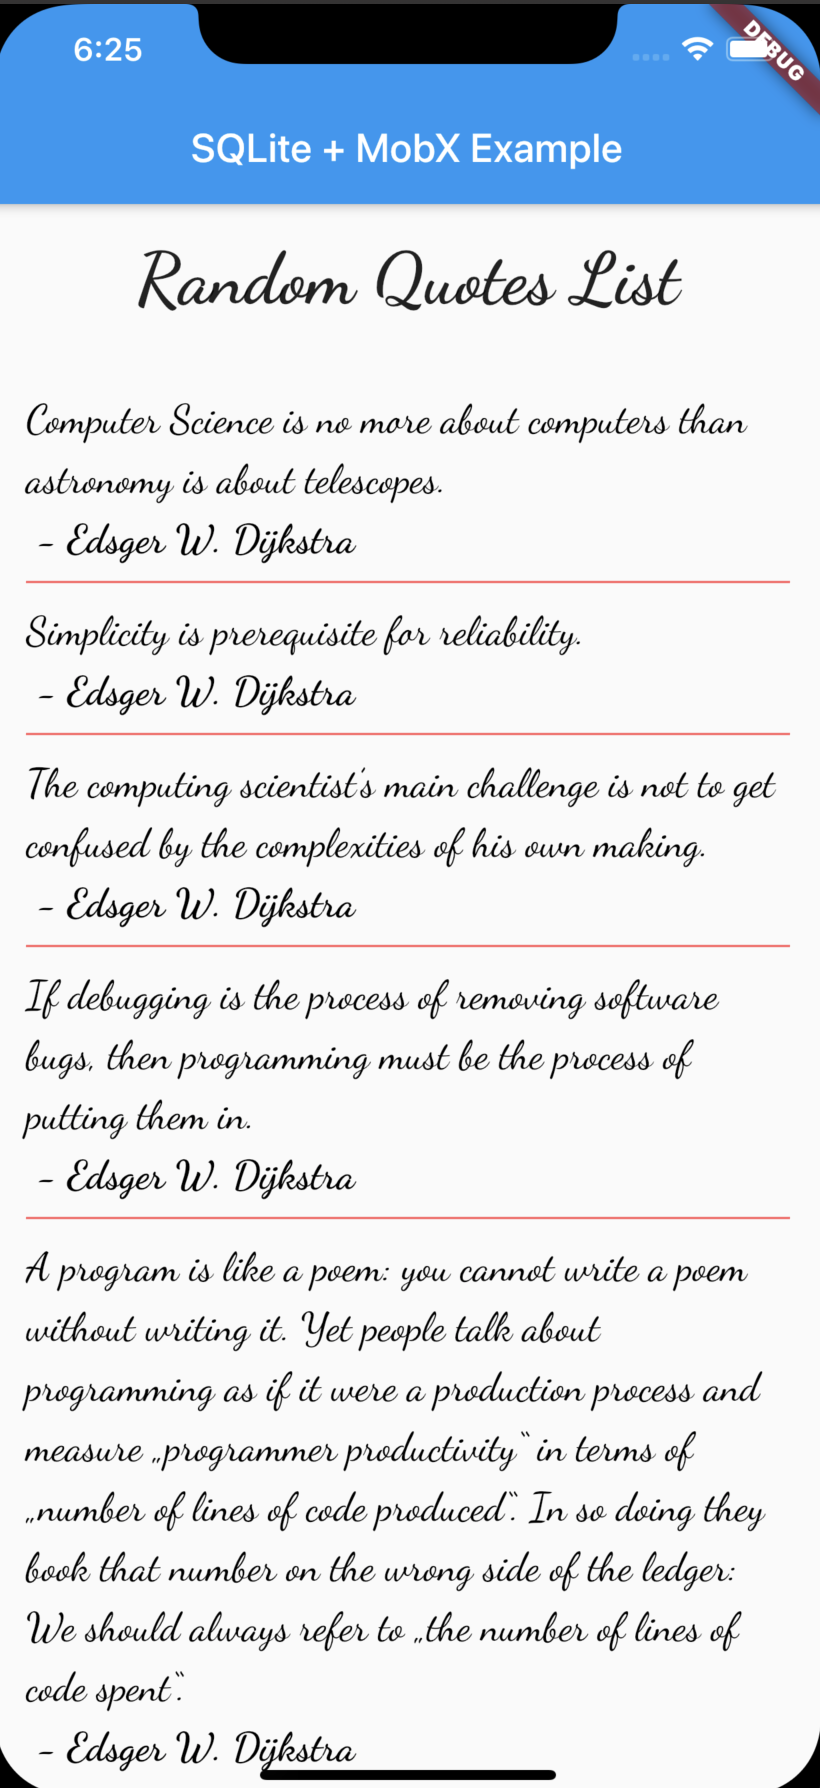 6:25
DEBUG
SQLite + MobX Example
Random Quotes List
Computer Science is no more about computers than
astronomy is about telescopes.
- Edsger W. Dijkstra
Simplicity is prerequisite for reliability.
- Edsger W. Dijkstra
The computing scientist's main challenge is not to get
confused by the complexities of his own making.
- Edsger W. Dijkstra
If debugging is the process of removing software
bugs, then programming must be the process of
putting them in.
- Edsger W. Dijkstra
A program is like a poem: you cannot write a poem
without writing it. Yet people talk about
programming as if it were a production process and
measure „programmer productivity“ in terms of
„number of lines of code produced“. In so doing they
book that number on the wrong side of the ledger:
We should always refer to „the number of lines of
code spent“.
- Edsger W. Dijkstra